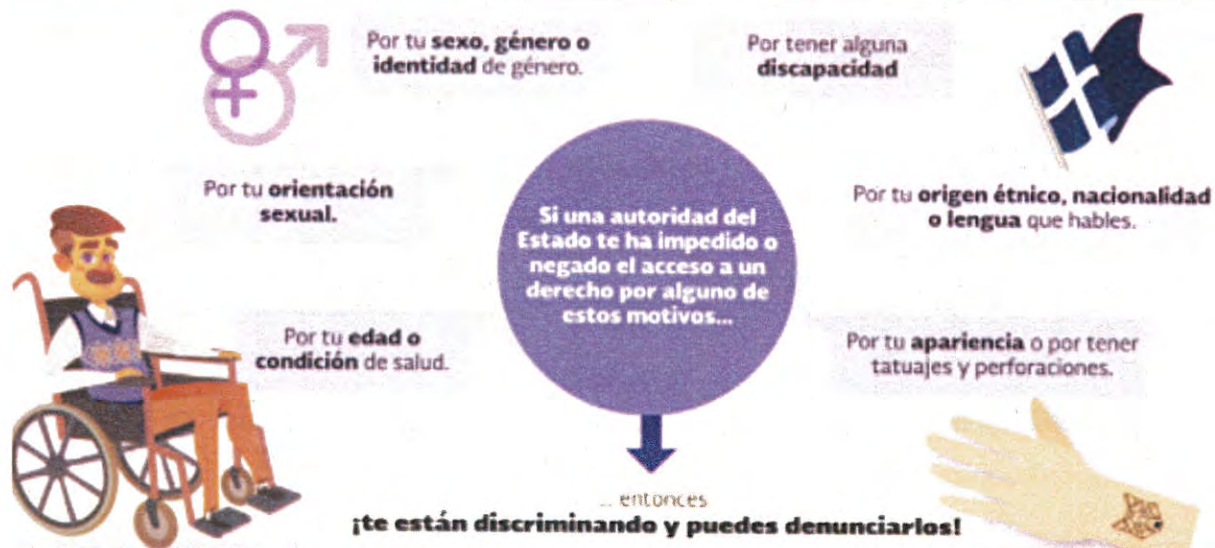 Por tu sexo, género o
identidad de género.
Por tener alguna
discapacidad
Por tu orientación
sexual.
Por tu origen étnico, nacionalidad
o lengua que hables.
Si una autoridad del
Estado te ha impedido o
negado el acceso a un
derecho por alguno de
estos motivos...
Por tu edad o
condición de salud.
Por tu apariencia o por tener
tatuajes y perforaciones.
... entonces
¡te están discriminando y puedes denunciarlos!